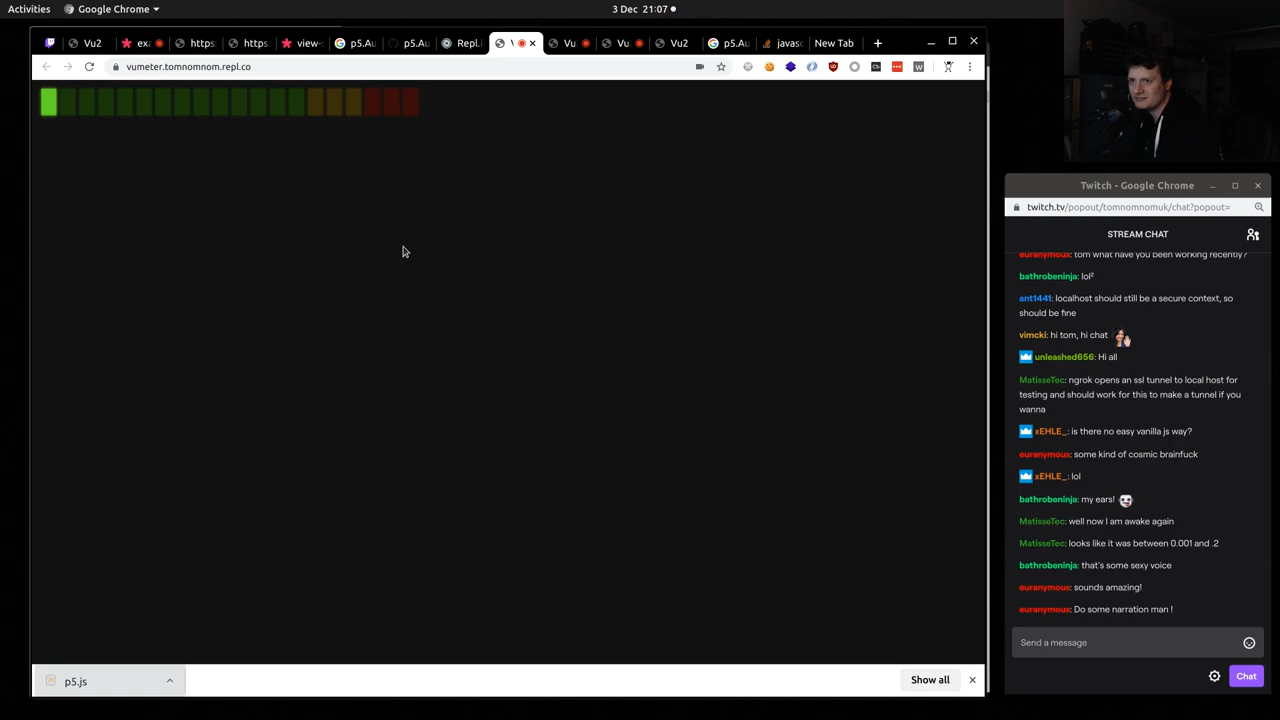 Activities
Google Chrome
3 Dec 21:07
Vu2
exa
https:
https:
view-s
p5.Au
p5.Au
Repl.i
V
Vu.
Vu.
Vu2
p5.Au
javasc
New Tab
vumeter.tomnomnom.repl.co
p5.js
Show all
Twitch - Google Chrome
twitch.tv/popout/tomnomnomuk/chat?popout=
STREAM CHAT
euranymous: tom what have you been working recently?
bathrobeninja: lol²
ant1441: localhost should still be a secure context, so
should be fine
vimcki: hi tom, hi chat
unleashed656: Hi all
MatisseTec: ngrok opens an ssl tunnel to local host for
testing and should work for this to make a tunnel if you
wanna
xEHLE_: is there no easy vanilla js way?
euranymous: some kind of cosmic brainfuck
xEHLE_: lol
bathrobeninja: my ears!
MatisseTec: well now I am awake again
MatisseTec: looks like it was between 0.001 and .2
bathrobeninja: that's some sexy voice
euranymous: sounds amazing!
euranymous: Do some narration man !
Send a message
Chat